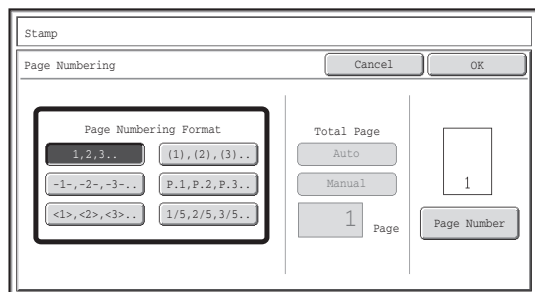 Stamp
Page Numbering
Cancel
OK
Page Numbering Format
1,2,3..
(1),(2),(3)..
-1-,-2-,-3-..
P.1,P.2,P.3..
<1>,<2>,<3>..
1/5,2/5,3/5..
Total Page
Auto
Manual
1 Page
1
Page Number